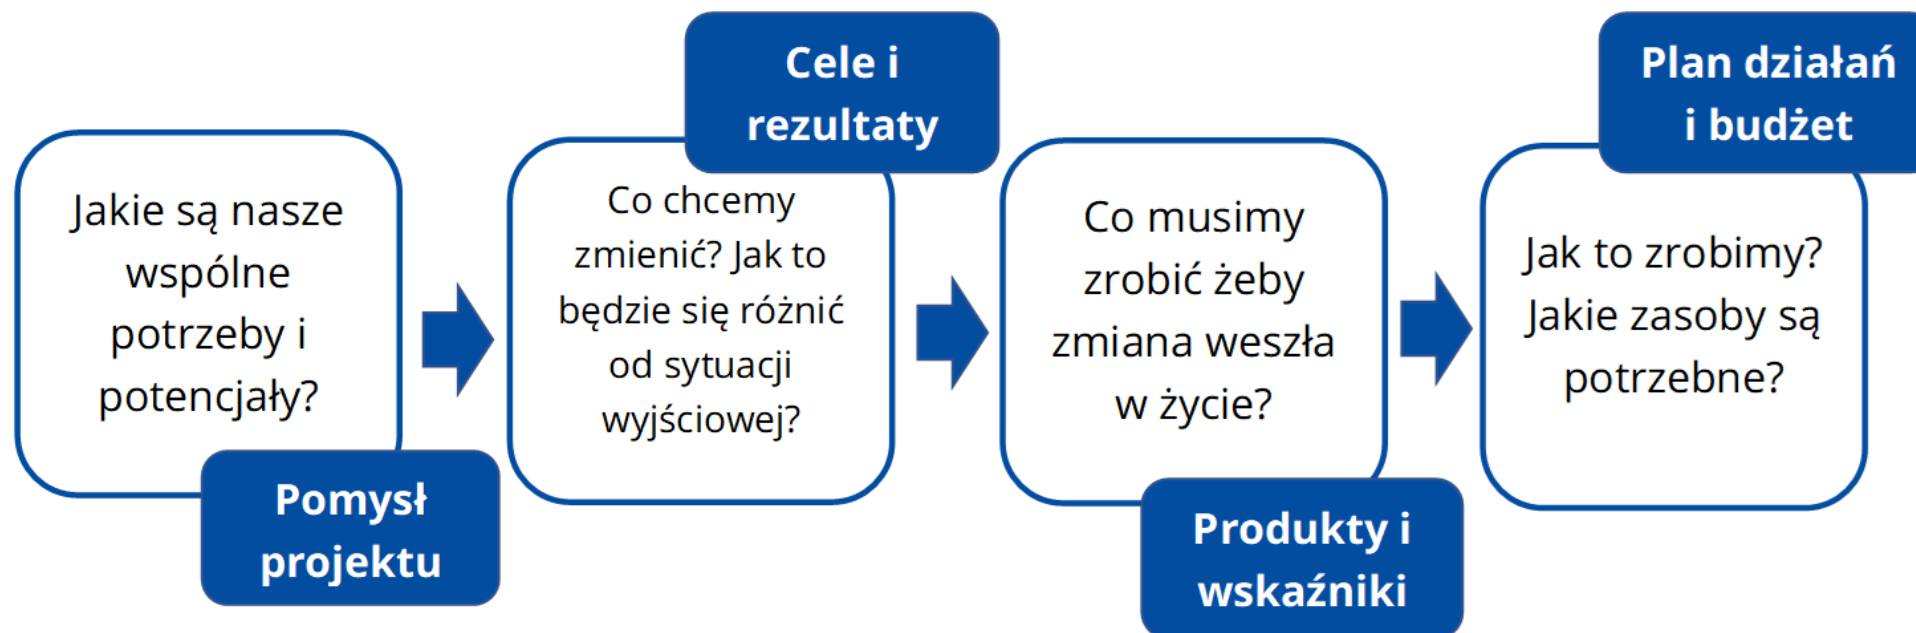 Jakie są nasze
wspólne
potrzeby i
potencjały?
Pomysł
projektu
Cele i
rezultaty
Co chcemy
zmienić? Jak to
będzie się różnić
od sytuacji
wyjściowej?
Co musimy
zrobić żeby
zmiana weszła
w życie?
Produkty i
wskaźniki
Plan działań
i budżet
Jak to zrobimy?
Jakie zasoby są
potrzebne?